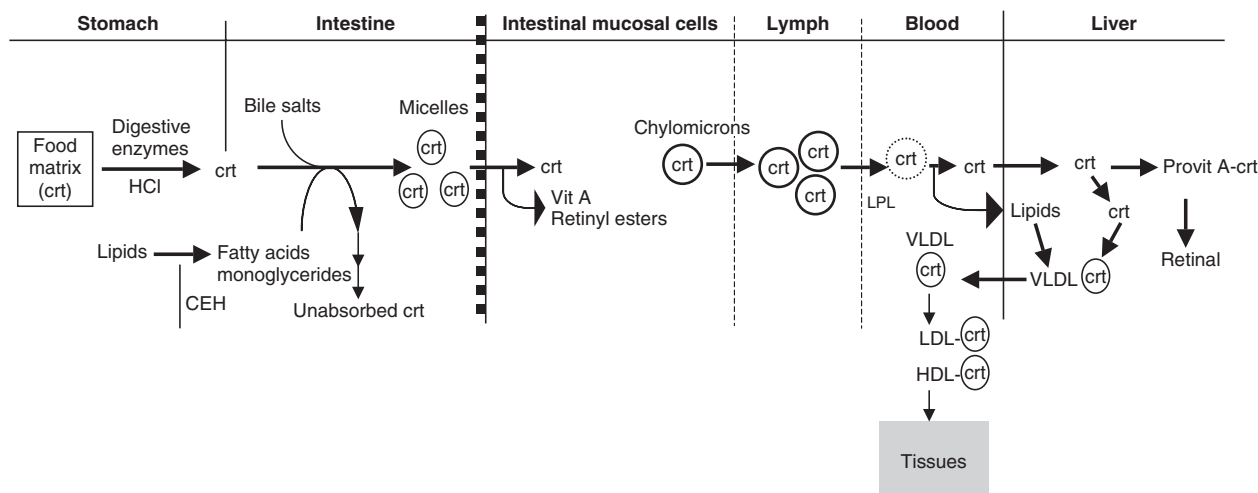 Stomach
Intestine
Intestinal mucosal cells
Lymph
Blood
Liver
Food
matrix
(crt)
Digestive
enzymes
HCl
crt
Lipids
CEH
Fatty acids
monoglycerides
Bile salts
Unabsorbed crt
Micelles
crt
crt
crt
crt
Vit A
Retinyl esters
Chylomicrons
crt
crt
crt
crt
LPL
crt
crt
VLDL
crt
LDL-crt
HDL-crt
Tissues
crt
Provit A-crt
Lipids
crt
Retinal
VLDL crt